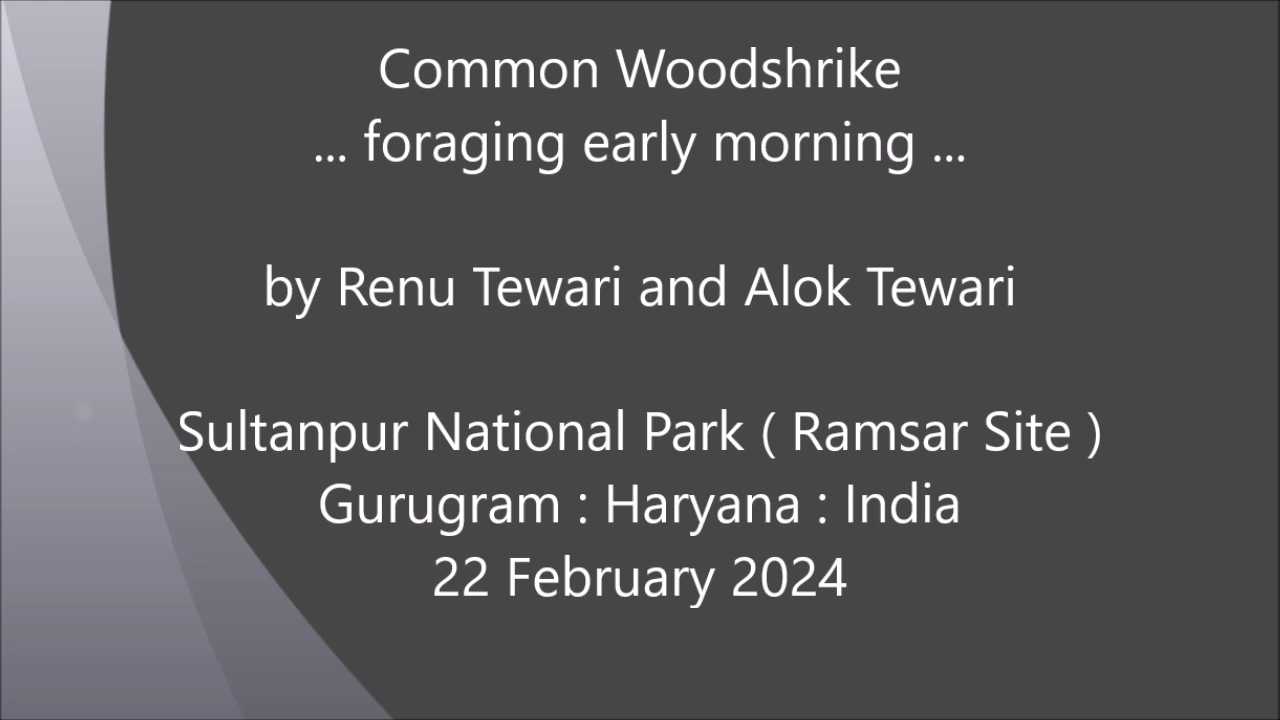 Common Woodshrike
... foraging early morning ...
by Renu Tewari and Alok Tewari
Sultanpur National Park ( Ramsar Site )
Gurugram : Haryana : India
22 February 2024